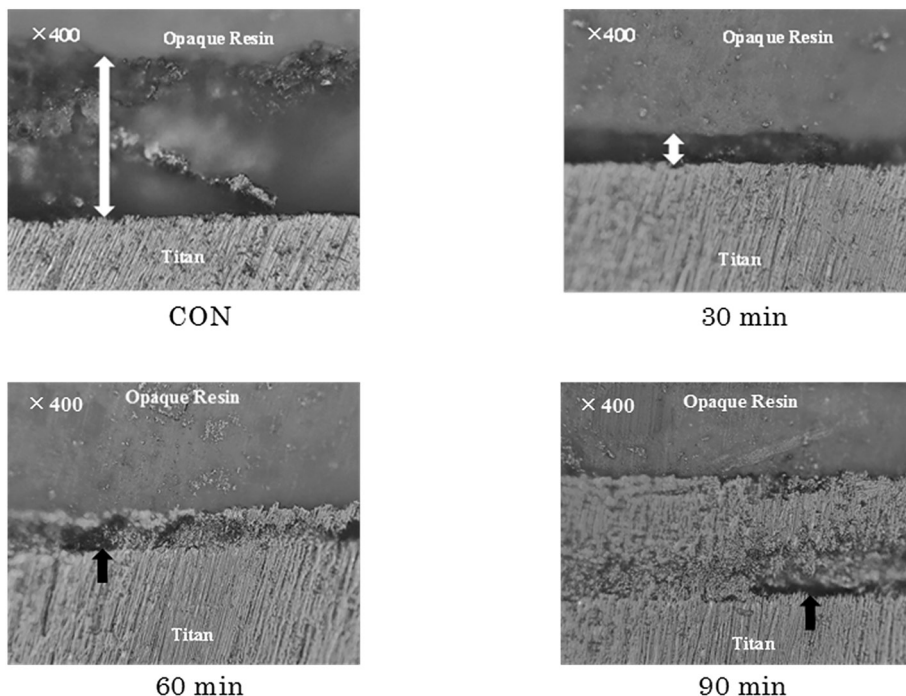 ×400
Opaque Resin
Titan
CON
×400
Opaque Resin
Titan
30 min
×400
Opaque Resin
Titan
60 min
×400
Opaque Resin
Titan
90 min